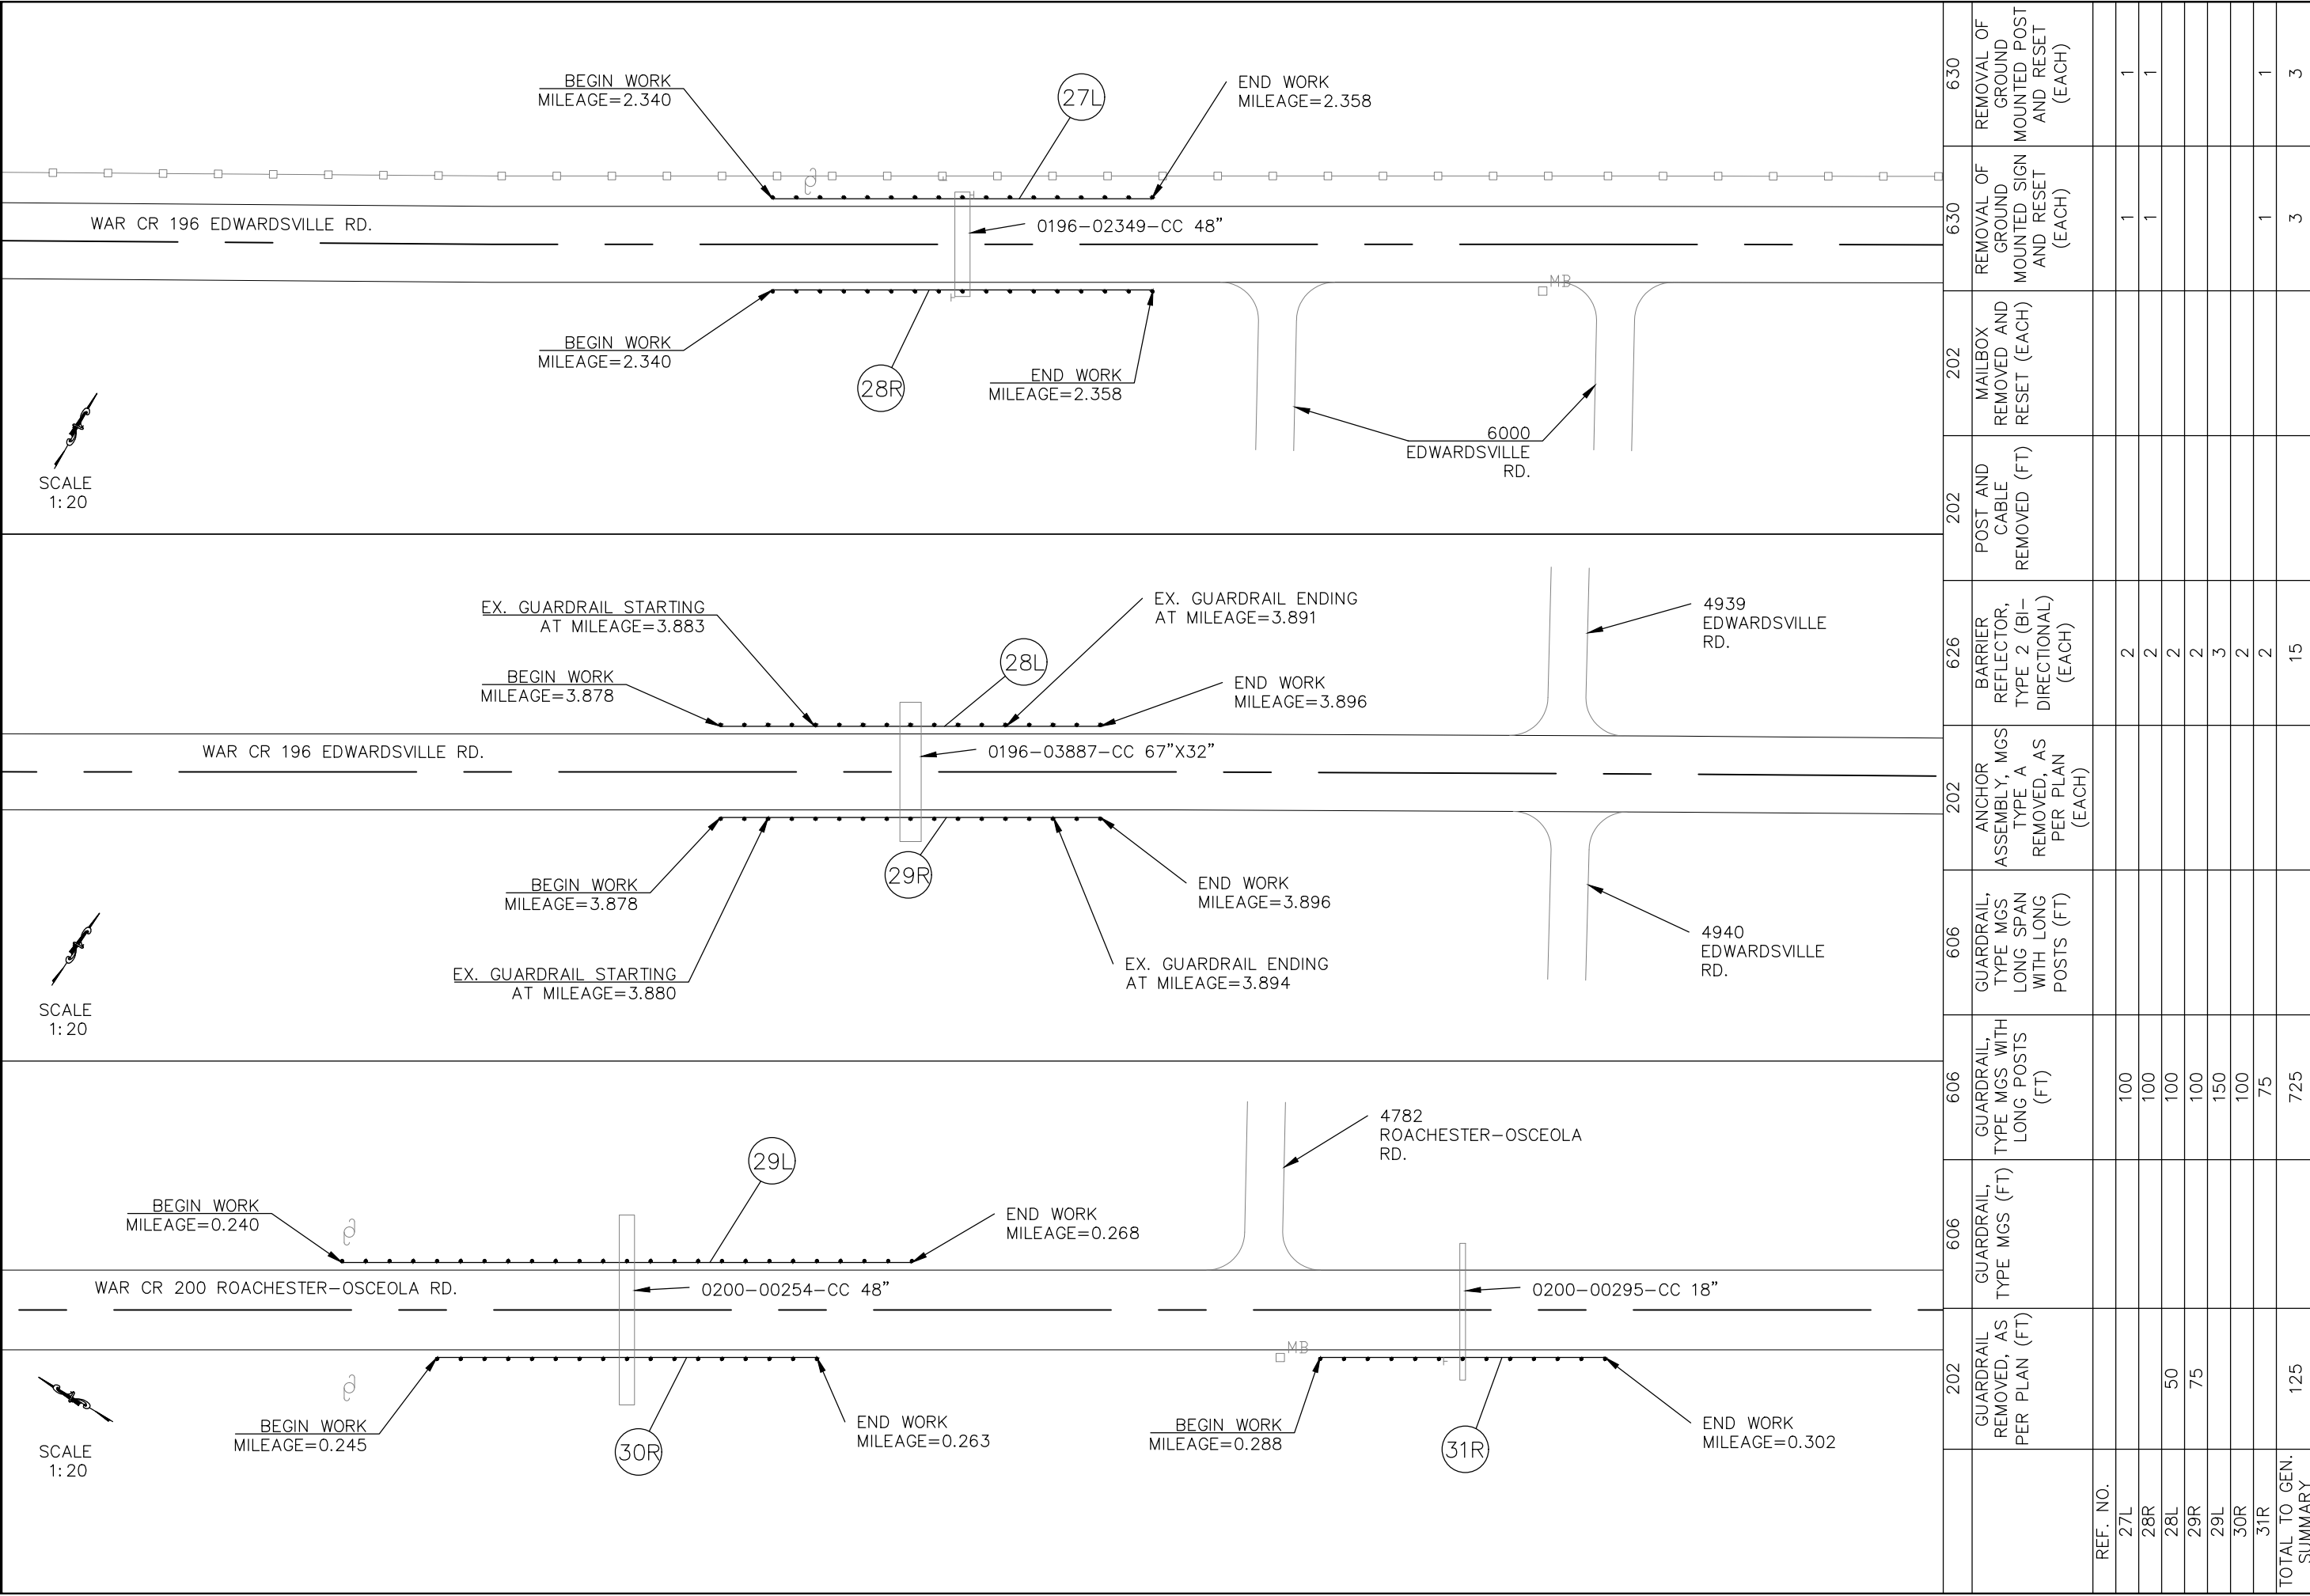 BEGIN WORK
MILEAGE=2.340
27L
END WORK
MILEAGE=2.358
WAR CR 196 EDWARDSVILLE RD.
0196-02349-CC 48"
MB
BEGIN WORK
MILEAGE=2.340
28R
END WORK
MILEAGE=2.358
6000
EDWARDSVILLE
RD.
SCALE
1:20
EX. GUARDRAIL STARTING
AT MILEAGE=3.883
EX. GUARDRAIL ENDING
AT MILEAGE=3.891
4939
EDWARDSVILLE
RD.
28L
BEGIN WORK
MILEAGE=3.878
END WORK
MILEAGE=3.896
WAR CR 196 EDWARDSVILLE RD.
0196-03887-CC 67"X32"
29R
BEGIN WORK
MILEAGE=3.878
END WORK
MILEAGE=3.896
4940
EDWARDSVILLE
RD.
EX. GUARDRAIL STARTING
AT MILEAGE=3.880
EX. GUARDRAIL ENDING
AT MILEAGE=3.894
SCALE
1:20
4782
ROACHESTER-OSCEOLA
RD.
29L
BEGIN WORK
MILEAGE=0.240
END WORK
MILEAGE=0.268
WAR CR 200 ROACHESTER-OSCEOLA RD.
0200-00254-CC 48"
0200-00295-CC 18"
MB
BEGIN WORK
MILEAGE=0.245
30R
END WORK
MILEAGE=0.263
BEGIN WORK
MILEAGE=0.288
31R
END WORK
MILEAGE=0.302
SCALE
1:20
202 606 606 606 202 626 202 202 630 630
GUARDRAIL
REMOVED, AS
PER PLAN (FT)
GUARDRAIL,
TYPE MGS (FT)
GUARDRAIL,
TYPE MGS WITH
LONG POSTS
(FT)
GUARDRAIL,
TYPE MGS
LONG SPAN
WITH LONG
POSTS (FT)
ANCHOR
ASSEMBLY, MGS
TYPE A
REMOVED, AS
PER PLAN
(EACH)
BARRIER
REFLECTOR,
TYPE 2 (BI-
DIRECTIONAL)
(EACH)
POST AND
CABLE
REMOVED (FT)
MAILBOX
REMOVED AND
RESET (EACH)
REMOVAL OF
GROUND
MOUNTED SIGN
AND RESET
(EACH)
REMOVAL OF
GROUND
MOUNTED POST
AND RESET
(EACH)
REF. NO.
27L 100 2 1 1
28R 100 2 1 1
28L 50 100 2
29R 75 100 2
29L 150 3
30R 100 2
31R 75 2 1 1
TOTAL TO GEN.
SUMMARY
125 725 15 3 3